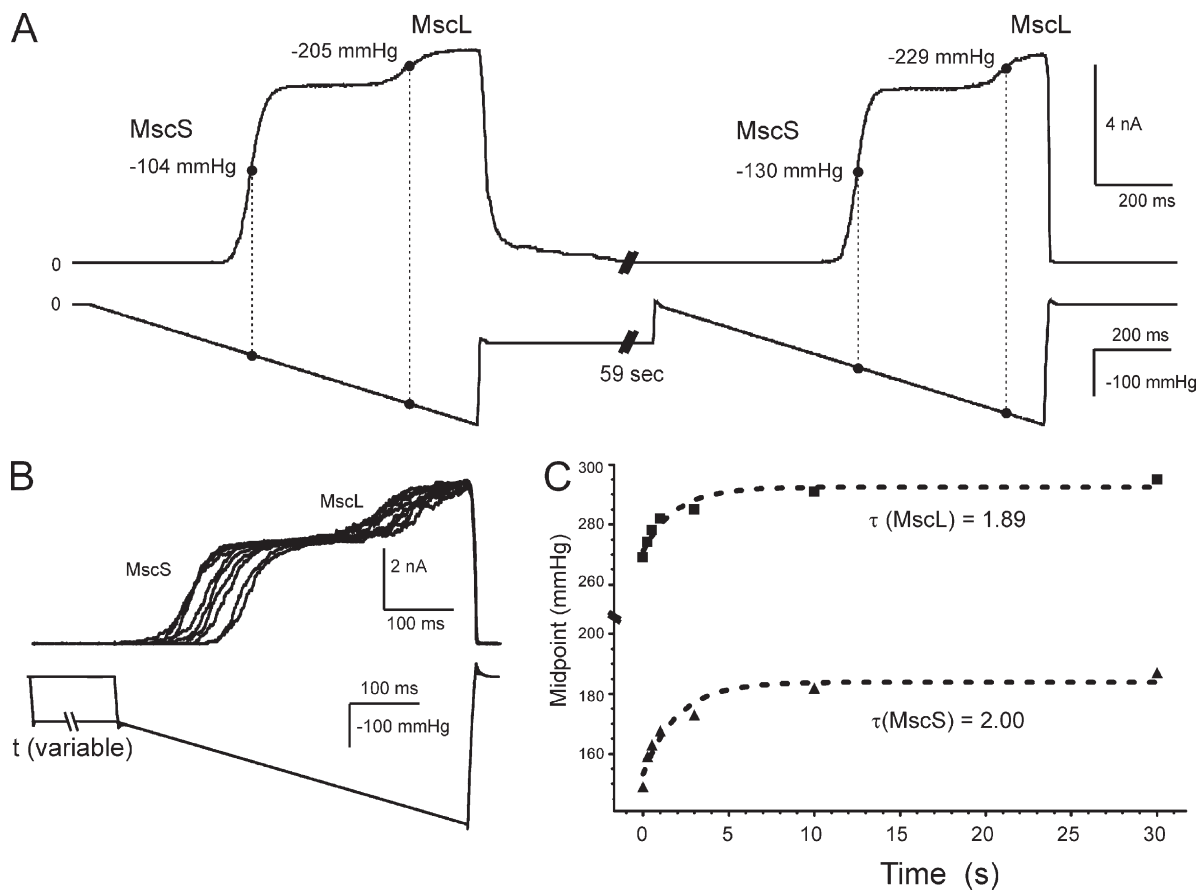 A
MscL
MscL
-205 mmHg
-229 mmHg
MscS
-104 mmHg
MscS
-130 mmHg
4 nA
200 ms
0
0
59 sec
200 ms
-100 mmHg
B
MscL
MscS
2 nA
100 ms
100 ms
-100 mmHg
t (variable)
C
Midpoint (mmHg)
300
280
260
200
180
160
τ (MscL) = 1.89
τ(MscS) = 2.00
0 5 10 15 20 25 30
Time (s)